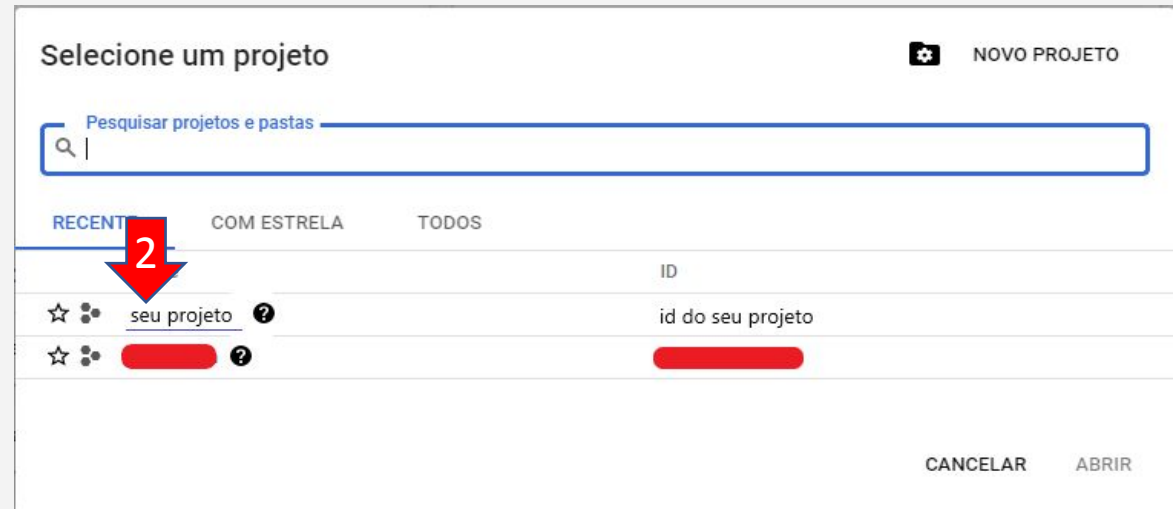 Selecione um projeto
NOVO PROJETO
Pesquisar projetos e pastas
RECENTE
COM ESTRELA
TODOS
2
ID
seu projeto ?
id do seu projeto
?
CANCELAR
ABRIR